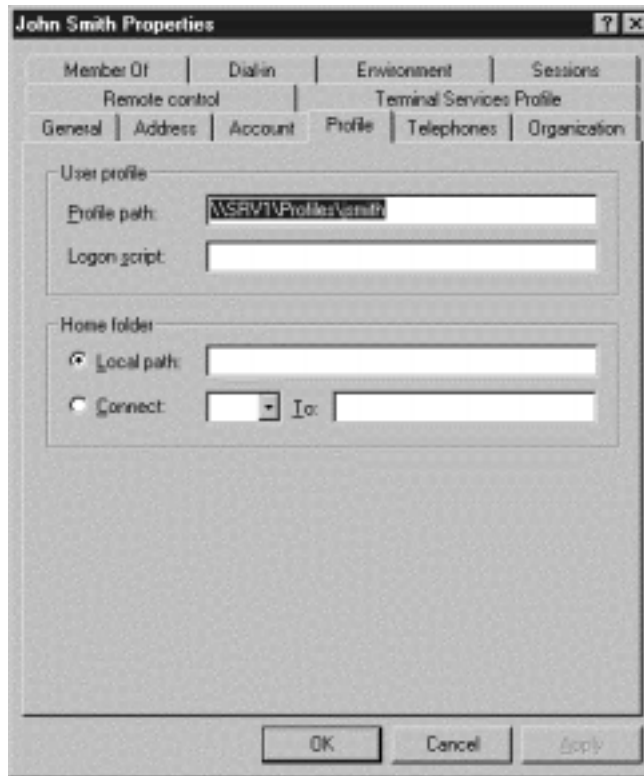 John Smith Properties
Member Of Dial-in Environment Sessions
Remote control Terminal Services Profile
General Address Account Profile Telephones Organization
User profile
Profile path: \\SRV1\Profiles\jsmith
Logon script:
Home folder
Local path:
Connect: To:
OK Cancel Apply